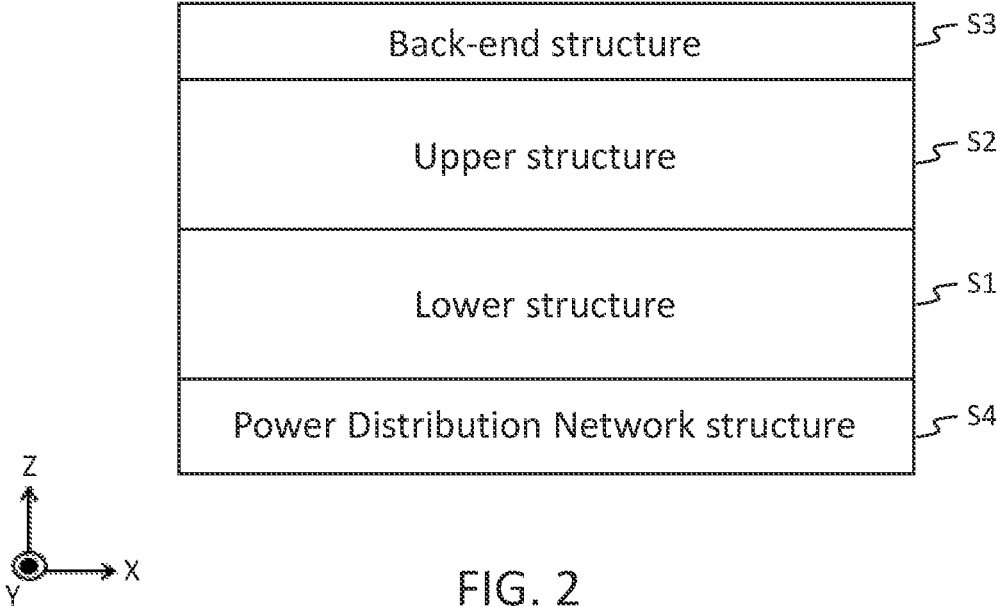 Back-end structure
S3
Upper structure
S2
Lower structure
S1
Power Distribution Network structure
S4
Z
X
Y
FIG. 2